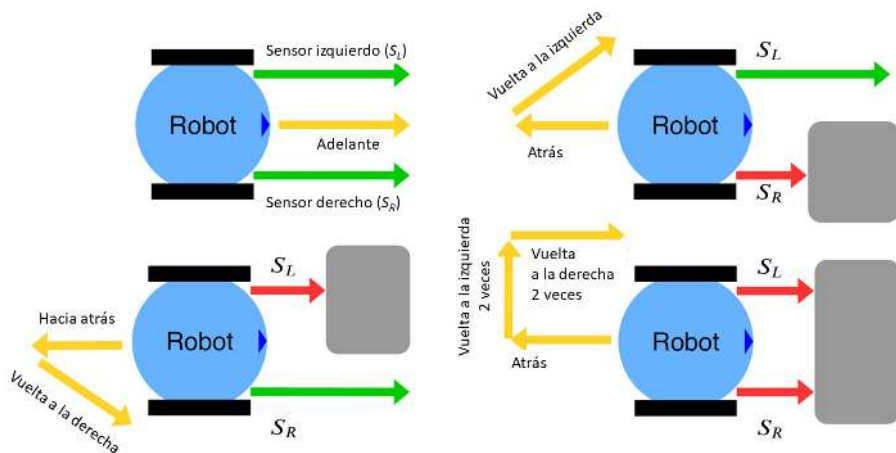 Sensor izquierdo (S_L)
Robot
Adelante
Sensor derecho (S_R)
Vuelta a la izquierda
S_L
Robot
Atrás
S_R
S_L
Hacia atrás
Robot
Vuelta a la derecha
S_R
Vuelta a la izquierda
2 veces
Vuelta
a la derecha
2 veces
S_L
Robot
Atrás
S_R